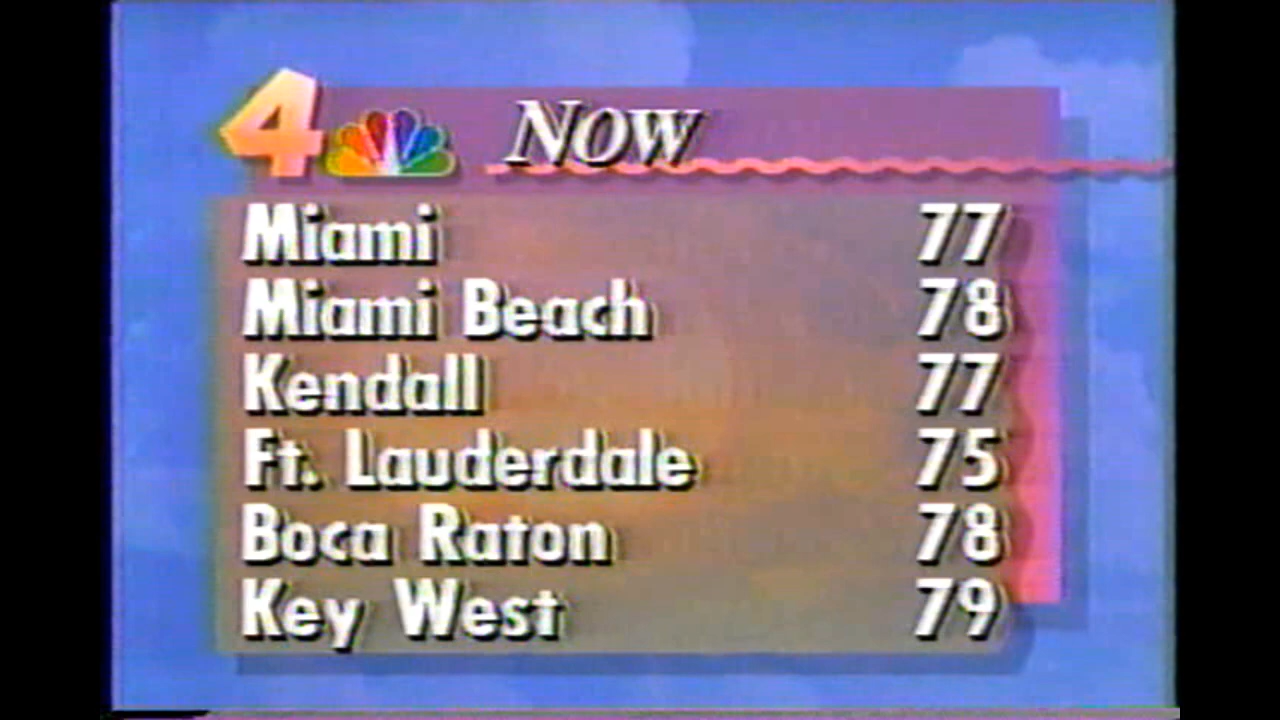 4 Now
Miami 77
Miami Beach 78
Kendall 77
Ft. Lauderdale 75
Boca Raton 78
Key West 79